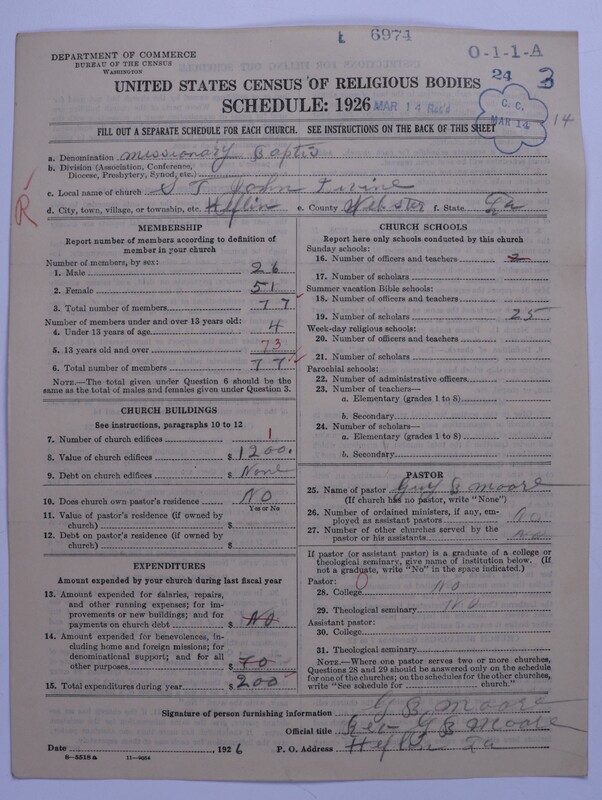 6974
O-1-1-A
DEPARTMENT OF COMMERCE
BUREAU OF THE CENSUS
WASHINGTON
24 3
UNITED STATES CENSUS OF RELIGIOUS BODIES
SCHEDULE: 1926
MAR 14 Rec'd
C. C.
MAR 14
14
FILL OUT A SEPARATE SCHEDULE FOR EACH CHURCH. SEE INSTRUCTIONS ON THE BACK OF THIS SHEET
a. Denomination Missionary Baptis
b. Division (Association, Conference, Diocese, Presbytery, Synod, etc.)
c. Local name of church S T John
d. City, town, village, or township, etc. Heflin e. County Webster f. State La
R
MEMBERSHIP
Report number of members according to definition of
member in your church
Number of members, by sex:
1. Male 26
2. Female 51
3. Total number of members 77
Number of members under and over 13 years old:
4. Under 13 years of age 4
5. 13 years old and over 73
6. Total number of members 77
NOTE.—The total given under Question 6 should be the
same as the total of males and females given under Question 3.
CHURCH BUILDINGS
See instructions, paragraphs 10 to 12
7. Number of church edifices 1
8. Value of church edifices $ 1200.
9. Debt on church edifices $ None
10. Does church own pastor's residence NO
Yes or No
11. Value of pastor's residence (if owned by
church) $
12. Debt on pastor's residence (if owned by
church) $
EXPENDITURES
Amount expended by your church during last fiscal year
13. Amount expended for salaries, repairs,
and other running expenses; for im-
provements or new buildings; and for
payments on church debt $ NO
14. Amount expended for benevolences, in-
cluding home and foreign missions; for
denominational support; and for all
other purposes $
15. Total expenditures during year $ 200
CHURCH SCHOOLS
Report here only schools conducted by this church
Sunday schools:
16. Number of officers and teachers 2
17. Number of scholars
Summer vacation Bible schools:
18. Number of officers and teachers
19. Number of scholars 25
Week-day religious schools:
20. Number of officers and teachers
21. Number of scholars
Parochial schools:
22. Number of administrative officers
23. Number of teachers—
a. Elementary (grades 1 to 8)
b. Secondary
24. Number of scholars—
a. Elementary (grades 1 to 8)
b. Secondary
PASTOR
25. Name of pastor Guy B Moore
(If church has no pastor, write "None")
26. Number of ordained ministers, if any, em-
ployed as assistant pastors No
27. Number of other churches served by the
pastor or his assistants No
If pastor (or assistant pastor) is a graduate of a college or
theological seminary, give name of institution below. (If
not a graduate, write "No" in the space indicated.)
Pastor: 0
28. College No
29. Theological seminary NO
Assistant pastor:
30. College
31. Theological seminary
NOTE.—Where one pastor serves two or more churches,
Questions 28 and 29 should be answered only on the schedule
for one of the churches; on the schedules for the other churches,
write "See schedule for church."
Signature of person furnishing information G B Moore
Official title Rev G B Moore
Date , 1926 P. O. Address Heflin La
8-5518 a 11-9054